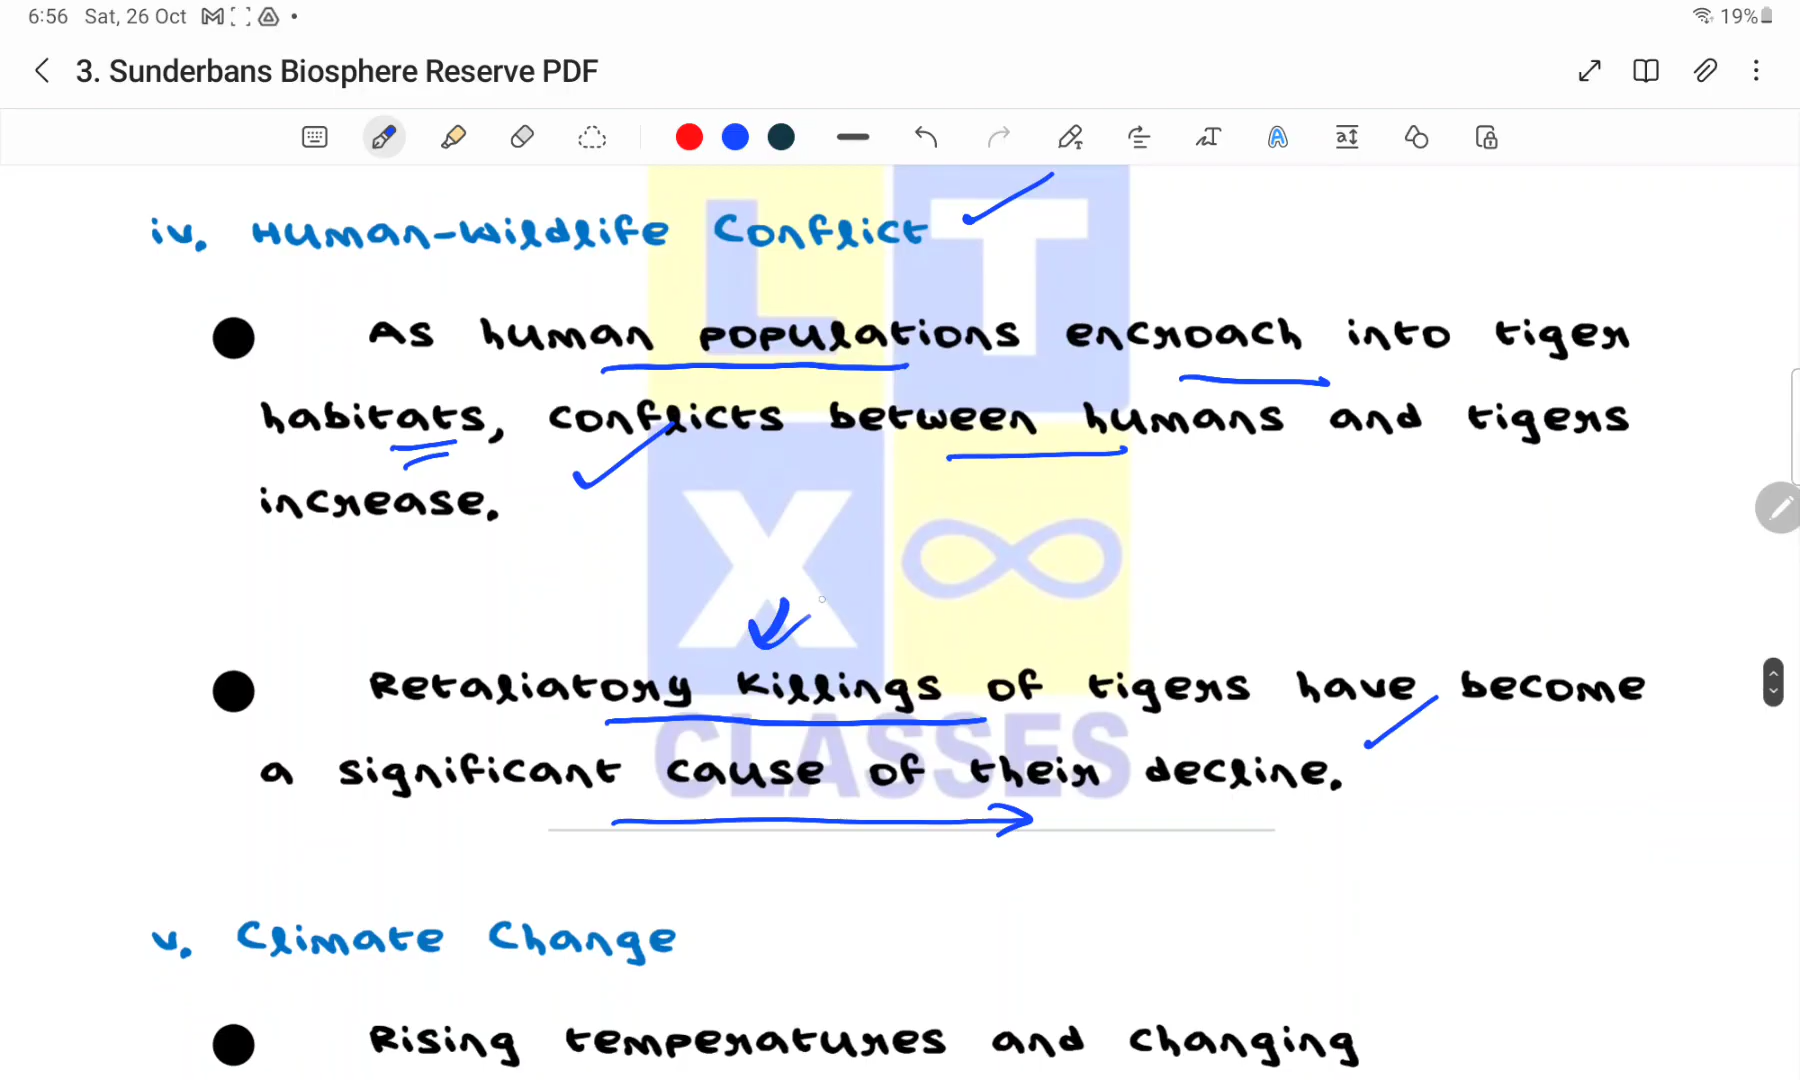 6:56 Sat, 26 Oct
19%
3. Sunderbans Biosphere Reserve PDF
iv. Human-Wildlife Conflict
As human populations encroach into tiger
habitats, conflicts between humans and tigers
increase.
Retaliatory killings of tigers have become
a significant cause of their decline.
v. Climate Change
Rising temperatures and changing
LTX∞
CLASSES